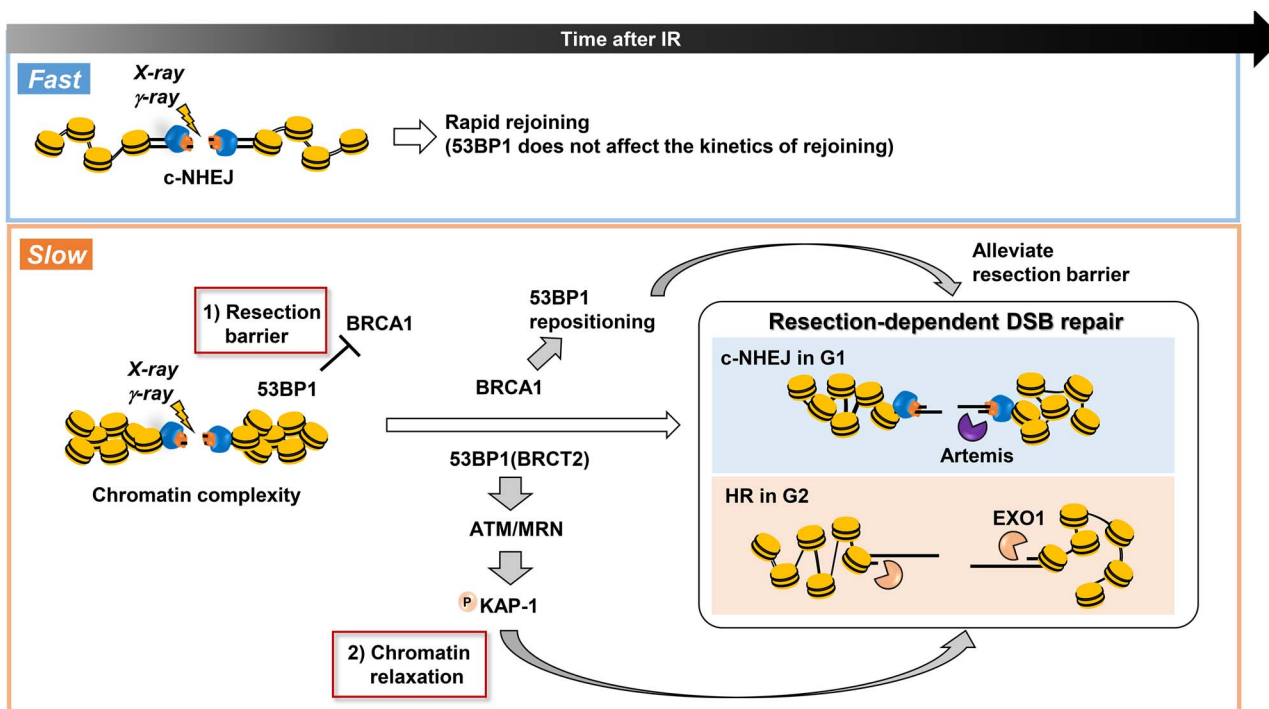 Time after IR
Fast
X-ray
γ-ray
c-NHEJ
Rapid rejoining
(53BP1 does not affect the kinetics of rejoining)
Slow
1) Resection
barrier
BRCA1
X-ray
γ-ray
53BP1
Chromatin complexity
53BP1
repositioning
BRCA1
Alleviate
resection barrier
53BP1(BRCT2)
ATM/MRN
P KAP-1
2) Chromatin
relaxation
Resection-dependent DSB repair
c-NHEJ in G1
Artemis
HR in G2
EXO1